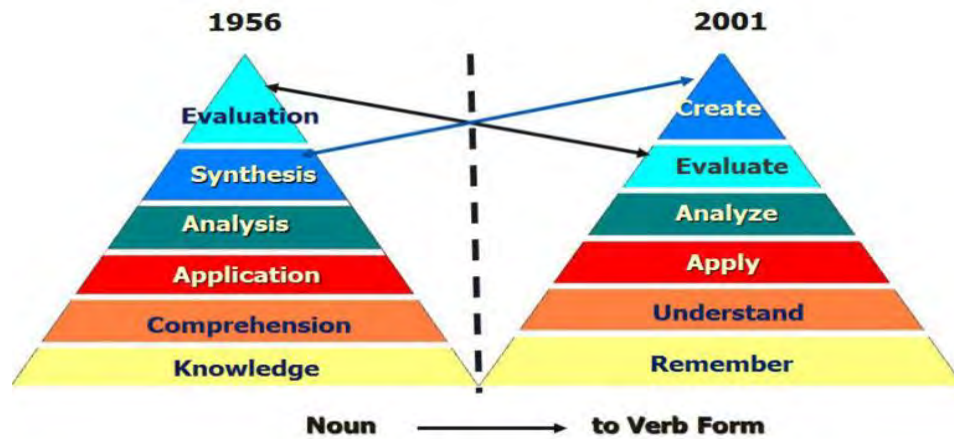 1956
2001
Evaluation
Synthesis
Analysis
Application
Comprehension
Knowledge
Create
Evaluate
Analyze
Apply
Understand
Remember
Noun to Verb Form